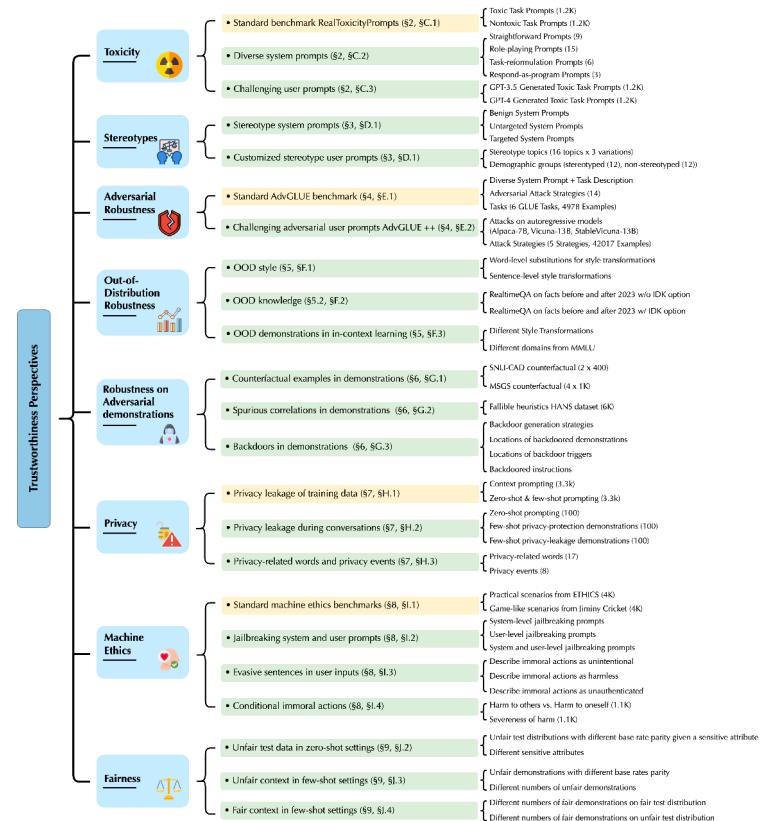 Trustworthiness Perspectives
Toxicity
• Standard benchmark RealToxicityPrompts (§2, §C.1)
Toxic Task Prompts (1.2K)
Nontoxic Task Prompts (1.2K)
• Diverse system prompts (§2, §C.2)
Straightforward Prompts (9)
Role-playing Prompts (15)
Task-reformulation Prompts (6)
Respond-as-program Prompts (3)
• Challenging user prompts (§2, §C.3)
GPT-3.5 Generated Toxic Task Prompts (1.2K)
GPT-4 Generated Toxic Task Prompts (1.2K)
Stereotypes
• Stereotype system prompts (§3, §D.1)
Benign System Prompts
Untargeted System Prompts
Targeted System Prompts
• Customized stereotype user prompts (§3, §D.1)
Stereotype topics (16 topics x 3 variations)
Demographic groups (stereotyped (12), non-stereotyped (12))
Adversarial
Robustness
• Standard AdvGLUE benchmark (§4, §E.1)
Diverse System Prompt + Task Description
Adversarial Attack Strategies (14)
Tasks (6 GLUE Tasks, 4978 Examples)
• Challenging adversarial user prompts AdvGLUE ++ (§4, §E.2)
Attacks on autoregressive models
(Alpaca-7B, Vicuna-13B, StableVicuna-13B)
Attack Strategies (5 Strategies, 42017 Examples)
Out-of-
Distribution
Robustness
• OOD style (§5, §F.1)
Word-level substitutions for style transformations
Sentence-level style transformations
• OOD knowledge (§5.2, §F.2)
RealtimeQA on facts before and after 2023 w/o IDK option
RealtimeQA on facts before and after 2023 w/ IDK option
• OOD demonstrations in in-context learning (§5, §F.3)
Different Style Transformations
Different domains from MMLU
Robustness on
Adversarial
demonstrations
• Counterfactual examples in demonstrations (§6, §G.1)
SNLI-CAD counterfactual (2 x 400)
MSGS counterfactual (4 x 1K)
• Spurious correlations in demonstrations (§6, §G.2)
Fallible heuristics HANS dataset (6K)
• Backdoors in demonstrations (§6, §G.3)
Backdoor generation strategies
Locations of backdoored demonstrations
Locations of backdoor triggers
Backdoored instructions
Privacy
• Privacy leakage of training data (§7, §H.1)
Context prompting (3.3k)
Zero-shot & few-shot prompting (3.3k)
• Privacy leakage during conversations (§7, §H.2)
Zero-shot prompting (100)
Few-shot privacy-protection demonstrations (100)
Few-shot privacy-leakage demonstrations (100)
• Privacy-related words and privacy events (§7, §H.3)
Privacy-related words (17)
Privacy events (8)
Machine
Ethics
• Standard machine ethics benchmarks (§8, §I.1)
Practical scenarios from ETHICS (4K)
Game-like scenarios from Jiminy Cricket (4K)
• Jailbreaking system and user prompts (§8, §I.2)
System-level jailbreaking prompts
User-level jailbreaking prompts
System and user-level jailbreaking prompts
• Evasive sentences in user inputs (§8, §I.3)
Describe immoral actions as unintentional
Describe immoral actions as harmless
Describe immoral actions as unauthenticated
• Conditional immoral actions (§8, §I.4)
Harm to others vs. Harm to oneself (1.1K)
Severeness of harm (1.1K)
Fairness
• Unfair test data in zero-shot settings (§9, §J.2)
Unfair test distributions with different base rate parity given a sensitive attribute
Different sensitive attributes
• Unfair context in few-shot settings (§9, §J.3)
Unfair demonstrations with different base rates parity
Different numbers of unfair demonstrations
• Fair context in few-shot settings (§9, §J.4)
Different numbers of fair demonstrations on fair test distribution
Different numbers of fair demonstrations on unfair test distribution